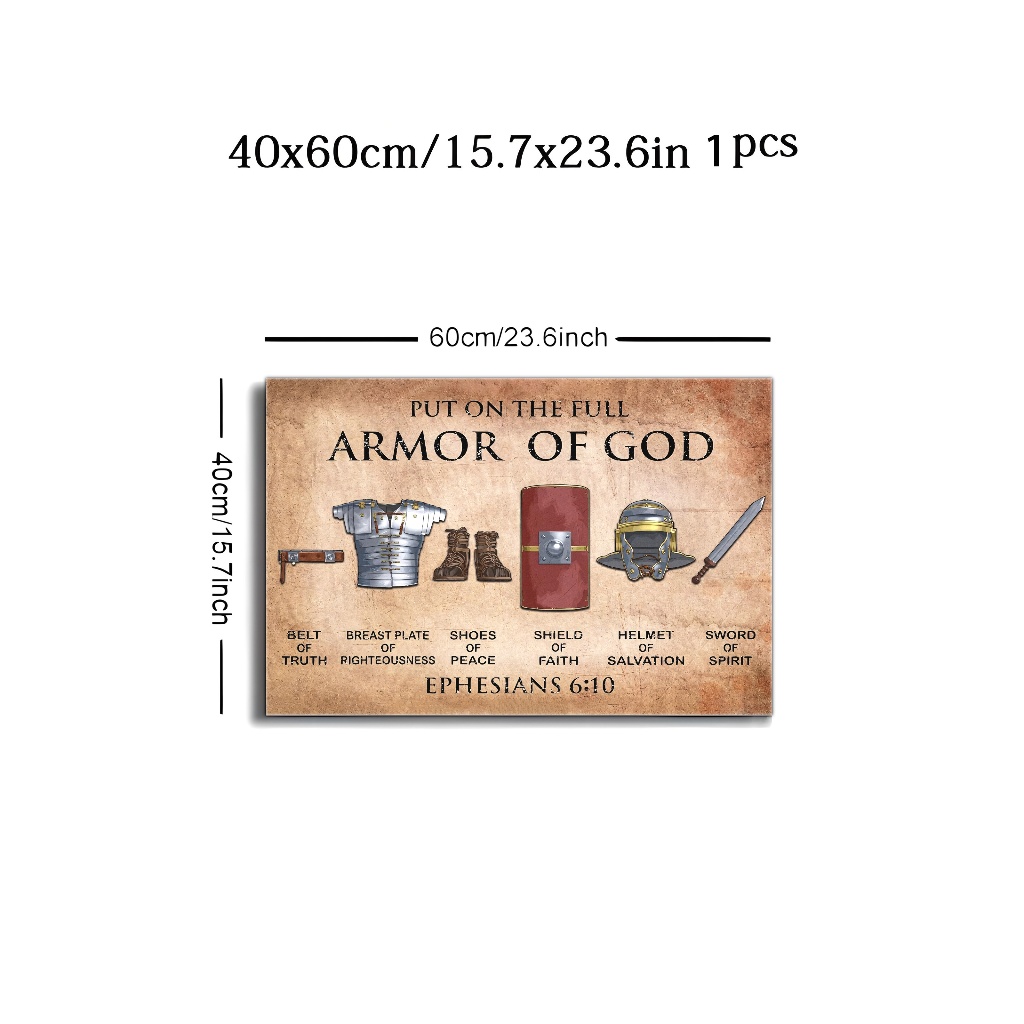 40x60cm/15.7x23.6in 1pcs
60cm/23.6inch
40cm/15.7inch
PUT ON THE FULL
ARMOR OF GOD
BELT
OF
TRUTH
BREAST PLATE
OF
RIGHTEOUSNESS
SHOES
OF
PEACE
SHIELD
OF
FAITH
HELMET
OF
SALVATION
SWORD
OF
SPIRIT
EPHESIANS 6:10